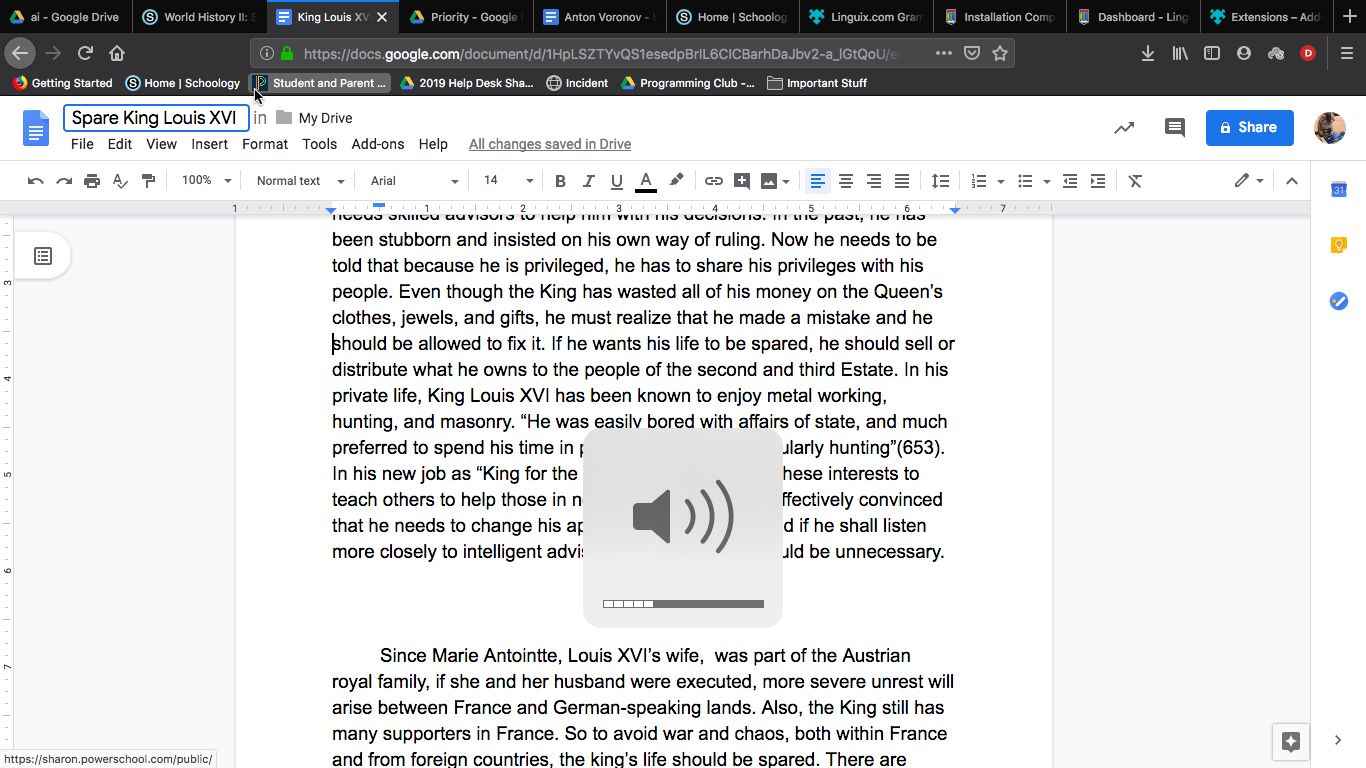 ai – Google Drive
World History II: S
King Louis XV
Priority – Google
Anton Voronov –
Home | Schoolog
Linguix.com Gram
Installation Comp
Dashboard – Ling
Extensions – Add-
https://docs.google.com/document/d/1HpLSZTYvQS1esedpBrIL6ClCBarhDaJbv2-a_lGtQoU/e
D
Getting Started
Home | Schoology
Student and Parent ...
2019 Help Desk Sha...
Incident
Programming Club –...
Important Stuff
Spare King Louis XVI in My Drive
Share
File Edit View Insert Format Tools Add-ons Help All changes saved in Drive
100% Normal text Arial 14 B I U A
31
1 1 2 3 4 5 6 7
3
4
5
6
7
needs skilled advisors to help him with his decisions. In the past, he has
been stubborn and insisted on his own way of ruling. Now he needs to be
told that because he is privileged, he has to share his privileges with his
people. Even though the King has wasted all of his money on the Queen's
clothes, jewels, and gifts, he must realize that he made a mistake and he
should be allowed to fix it. If he wants his life to be spared, he should sell or
distribute what he owns to the people of the second and third Estate. In his
private life, King Louis XVI has been known to enjoy metal working,
hunting, and masonry. “He was easily bored with affairs of state, and much
preferred to spend his time in p ularly hunting”(653).
In his new job as “King for the hese interests to
teach others to help those in n ffectively convinced
that he needs to change his ap d if he shall listen
more closely to intelligent advis uld be unnecessary.
Since Marie Antointte, Louis XVI's wife, was part of the Austrian
royal family, if she and her husband were executed, more severe unrest will
arise between France and German-speaking lands. Also, the King still has
many supporters in France. So to avoid war and chaos, both within France
and from foreign countries, the king's life should be spared. There are
https://sharon.powerschool.com/public/